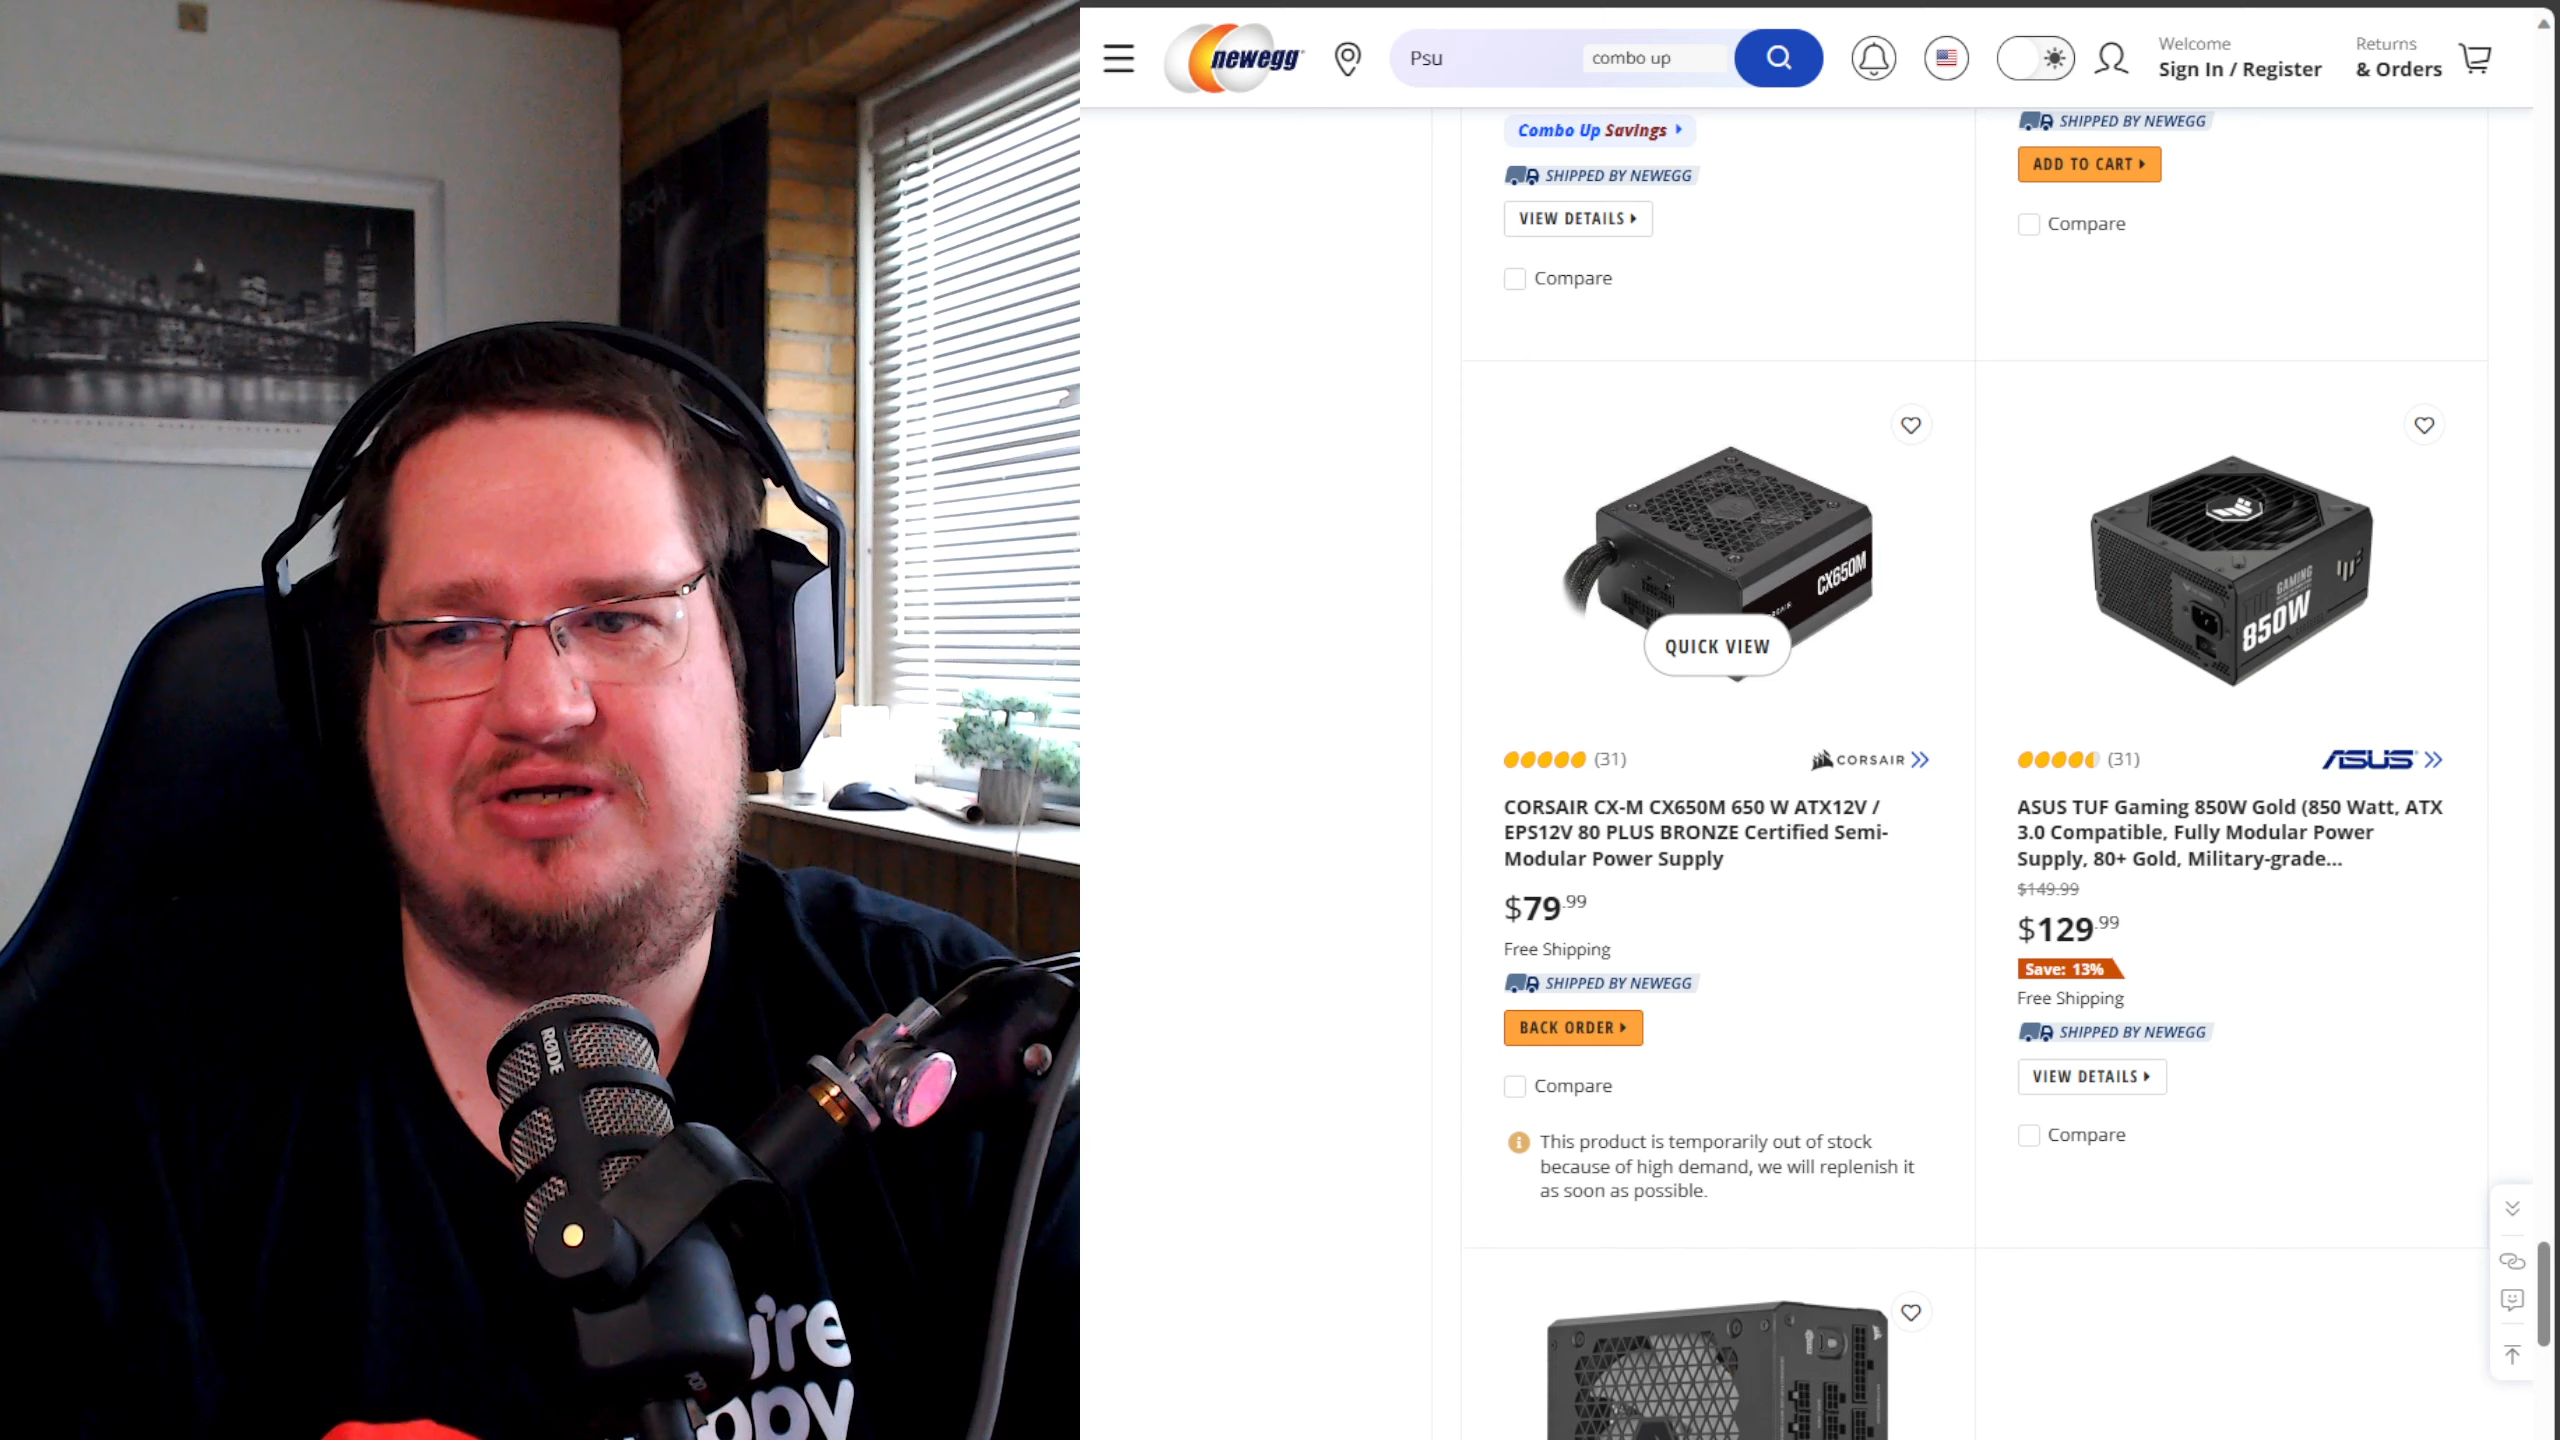 RØDE
j're
ppy
newegg
Psu
combo up
Welcome
Sign In / Register
Returns
& Orders
Combo Up Savings
SHIPPED BY NEWEGG
VIEW DETAILS
Compare
SHIPPED BY NEWEGG
ADD TO CART
Compare
CX650M
QUICK VIEW
(31)
CORSAIR
CORSAIR CX-M CX650M 650 W ATX12V /
EPS12V 80 PLUS BRONZE Certified Semi-
Modular Power Supply
$79.99
Free Shipping
SHIPPED BY NEWEGG
BACK ORDER
Compare
This product is temporarily out of stock
because of high demand, we will replenish it
as soon as possible.
GAMING
850W
(31)
ASUS
ASUS TUF Gaming 850W Gold (850 Watt, ATX
3.0 Compatible, Fully Modular Power
Supply, 80+ Gold, Military-grade...
$149.99
$129.99
Save: 13%
Free Shipping
SHIPPED BY NEWEGG
VIEW DETAILS
Compare